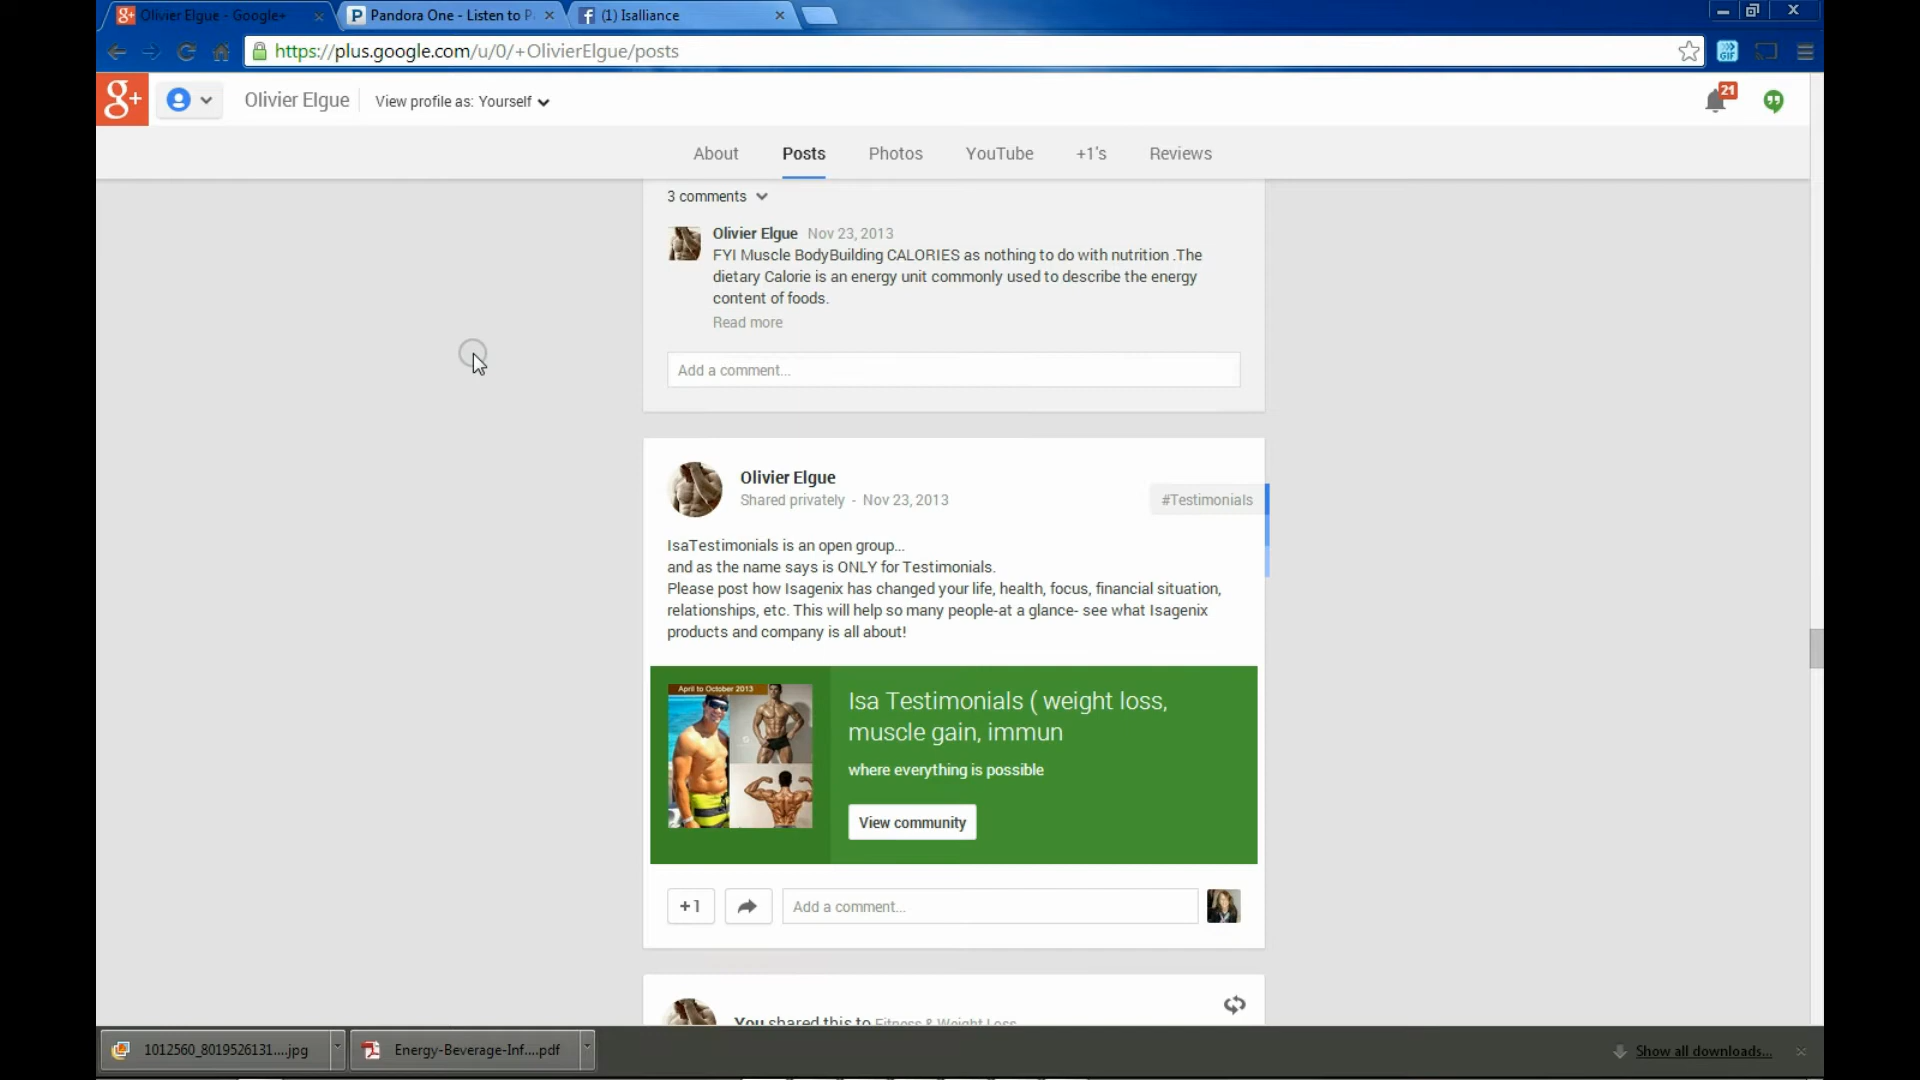 Olivier Elgue - Google+
Pandora One - Listen to P
(1) Isalliance
https://plus.google.com/u/0/+OlivierElgue/posts
GIF
g+
Olivier Elgue
View profile as: Yourself
21
About
Posts
Photos
YouTube
+1's
Reviews
3 comments
Olivier Elgue Nov 23, 2013
FYI Muscle BodyBuilding CALORIES as nothing to do with nutrition .The
dietary Calorie is an energy unit commonly used to describe the energy
content of foods.
Read more
Add a comment...
Olivier Elgue
Shared privately - Nov 23, 2013
#Testimonials
IsaTestimonials is an open group...
and as the name says is ONLY for Testimonials.
Please post how Isagenix has changed your life, health, focus, financial situation,
relationships, etc. This will help so many people-at a glance- see what Isagenix
products and company is all about!
April to October 2013
Isa Testimonials ( weight loss,
muscle gain, immun
where everything is possible
View community
+1
Add a comment...
You shared this to Fitness & Weight Loss
1012560_8019526131....jpg
Energy-Beverage-Inf....pdf
Show all downloads...